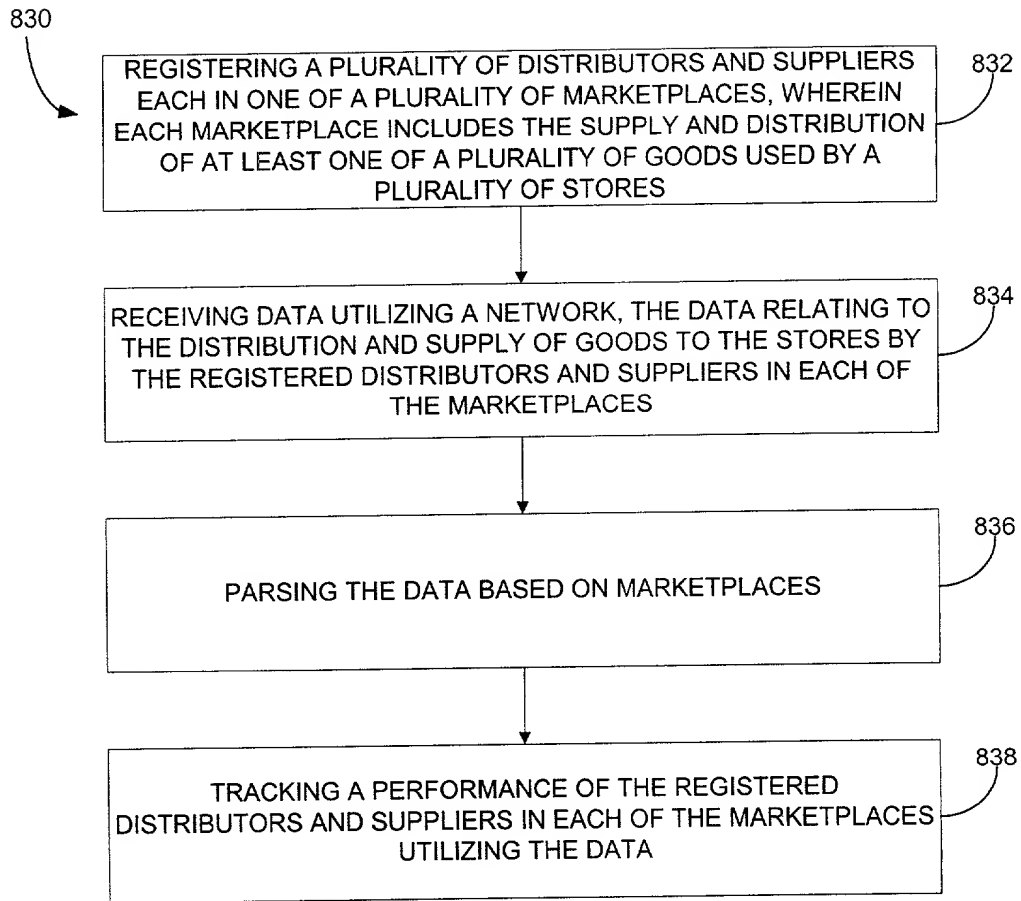 830
REGISTERING A PLURALITY OF DISTRIBUTORS AND SUPPLIERS
EACH IN ONE OF A PLURALITY OF MARKETPLACES, WHEREIN
EACH MARKETPLACE INCLUDES THE SUPPLY AND DISTRIBUTION
OF AT LEAST ONE OF A PLURALITY OF GOODS USED BY A
PLURALITY OF STORES
832
RECEIVING DATA UTILIZING A NETWORK, THE DATA RELATING TO
THE DISTRIBUTION AND SUPPLY OF GOODS TO THE STORES BY
THE REGISTERED DISTRIBUTORS AND SUPPLIERS IN EACH OF
THE MARKETPLACES
834
PARSING THE DATA BASED ON MARKETPLACES
836
TRACKING A PERFORMANCE OF THE REGISTERED
DISTRIBUTORS AND SUPPLIERS IN EACH OF THE MARKETPLACES
UTILIZING THE DATA
838